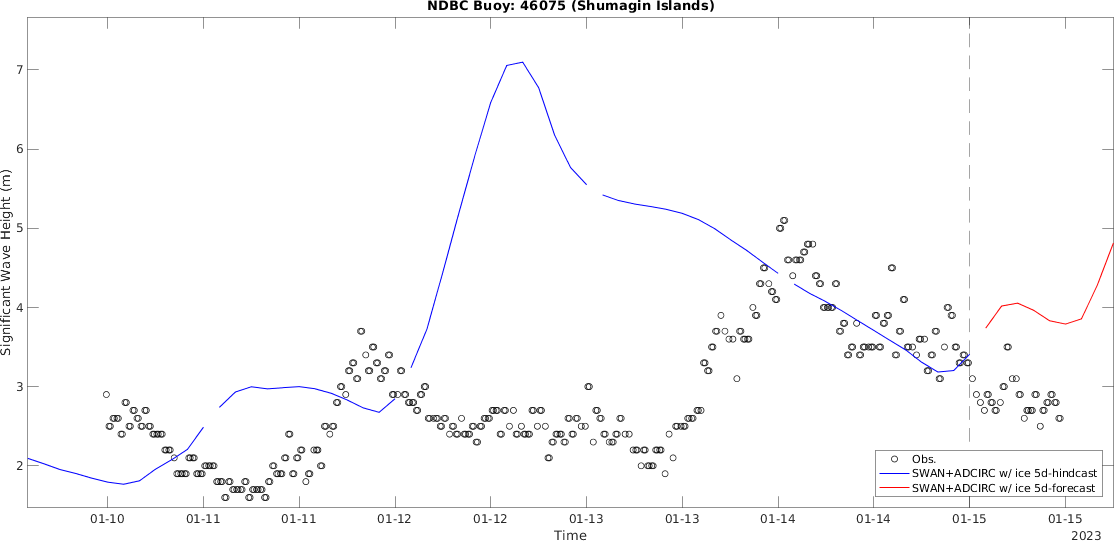 NDBC Buoy: 46075 (Shumagin Islands)
Significant Wave Height (m)
7
6
5
4
3
2
Obs.
SWAN+ADCIRC w/ ice 5d-hindcast
SWAN+ADCIRC w/ ice 5d-forecast
01-10 01-11 01-11 01-12 01-12 01-13 01-13 01-14 01-14 01-15 01-15
Time
2023